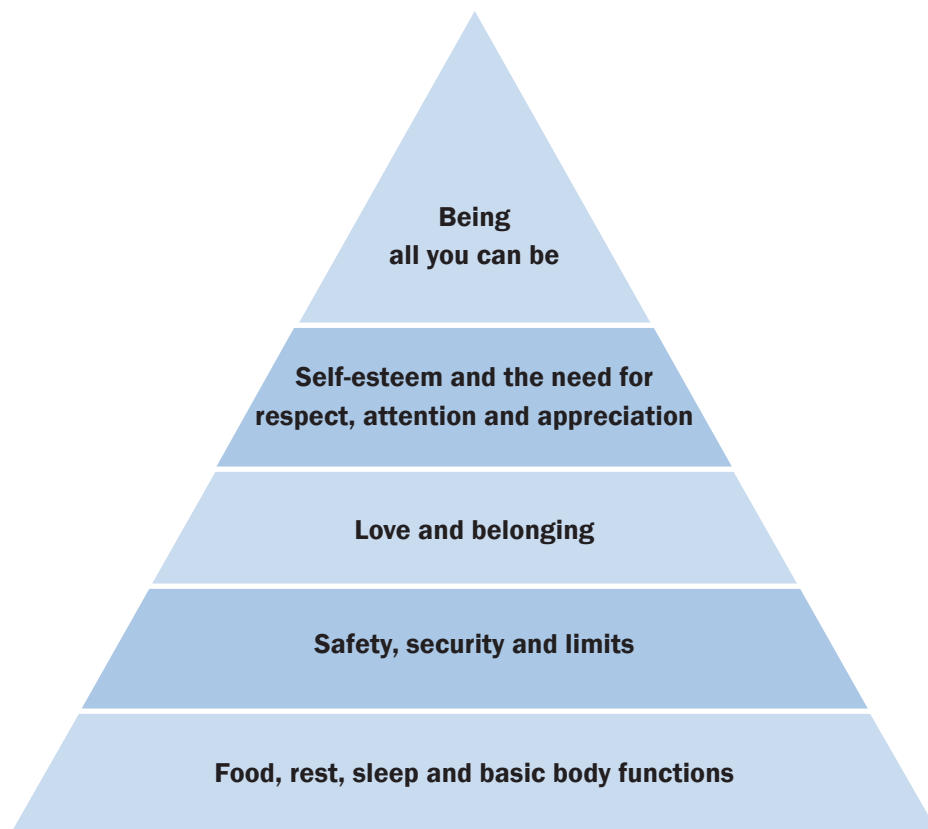 Being
all you can be
Self-esteem and the need for
respect, attention and appreciation
Love and belonging
Safety, security and limits
Food, rest, sleep and basic body functions